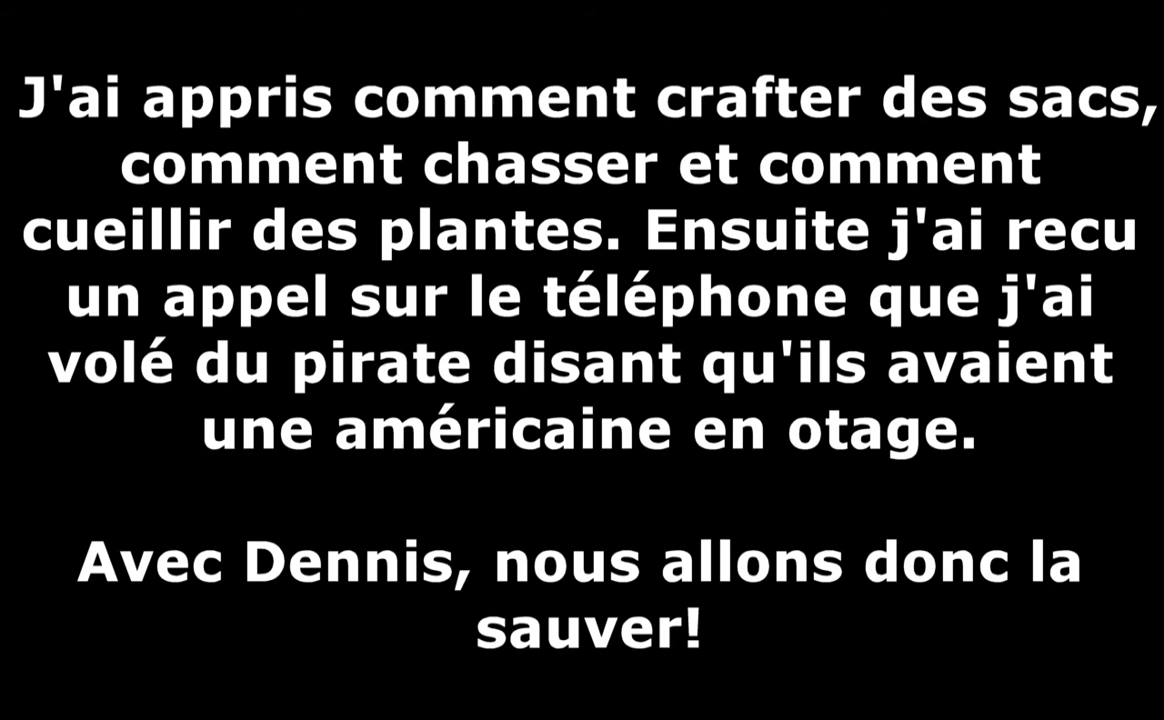 J'ai appris comment crafter des sacs,
comment chasser et comment
cueillir des plantes. Ensuite j'ai recu
un appel sur le téléphone que j'ai
volé du pirate disant qu'ils avaient
une américaine en otage.
Avec Dennis, nous allons donc la
sauver!